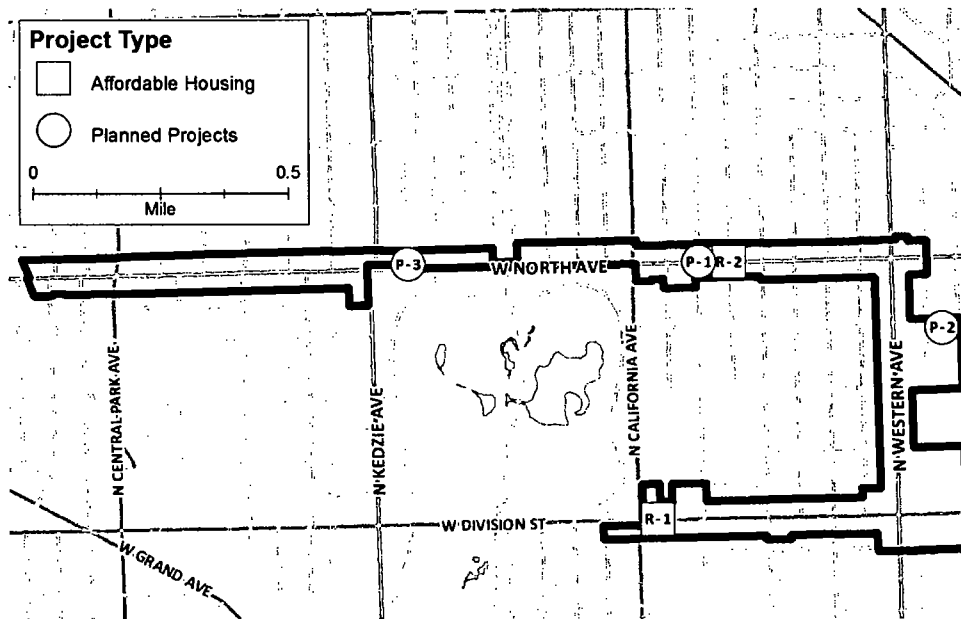 Project Type
Affordable Housing
Planned Projects
0 0.5
Mile
P-3
W NORTH AVE
P-1
R-2
P-2
N CENTRAL PARK AVE
N KEDZIE AVE
N CALIFORNIA AVE
N WESTERN AVE
W DIVISION ST
R-1
W GRAND AVE